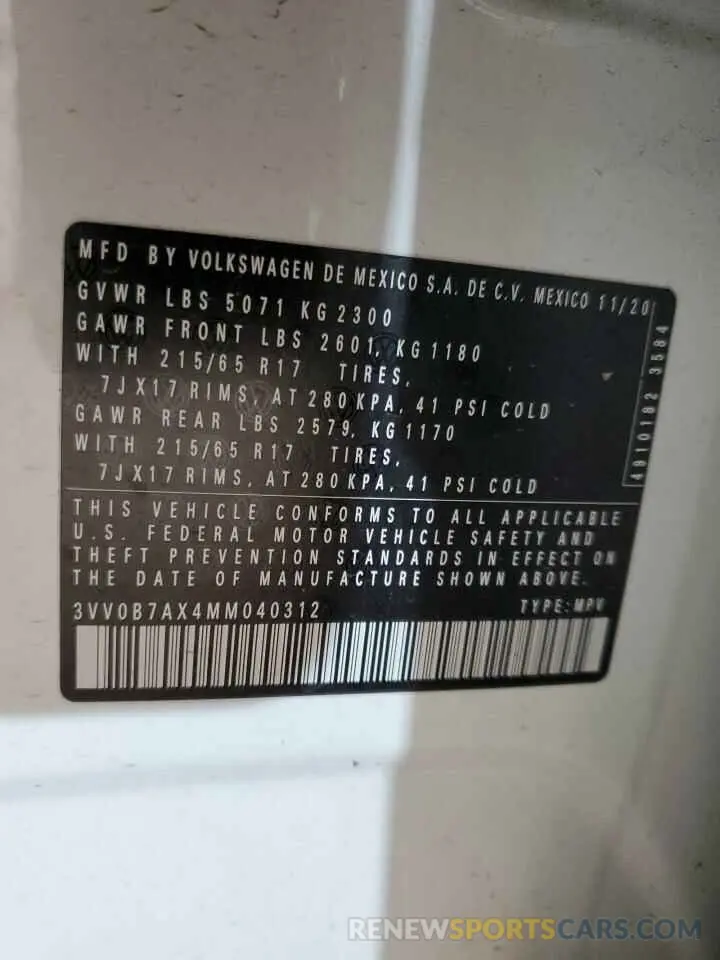 MFD BY VOLKSWAGEN DE MEXICO S.A. DE C.V. MEXICO 11/20
GVWR LBS 5071 KG 2300
GAWR FRONT LBS 2601, KG 1180
WITH 215/65 R17 TIRES,
7JX17 RIMS, AT 280 KPA, 41 PSI COLD
GAWR REAR LBS 2579, KG 1170
WITH 215/65 R17 TIRES,
7JX17 RIMS, AT 280 KPA, 41 PSI COLD
4910182 3584
THIS VEHICLE CONFORMS TO ALL APPLICABLE
U.S. FEDERAL MOTOR VEHICLE SAFETY AND
THEFT PREVENTION STANDARDS IN EFFECT ON
THE DATE OF MANUFACTURE SHOWN ABOVE.
3VV0B7AX4MM040312 TYPE: MPV
RENEWSPORTSCARS.COM